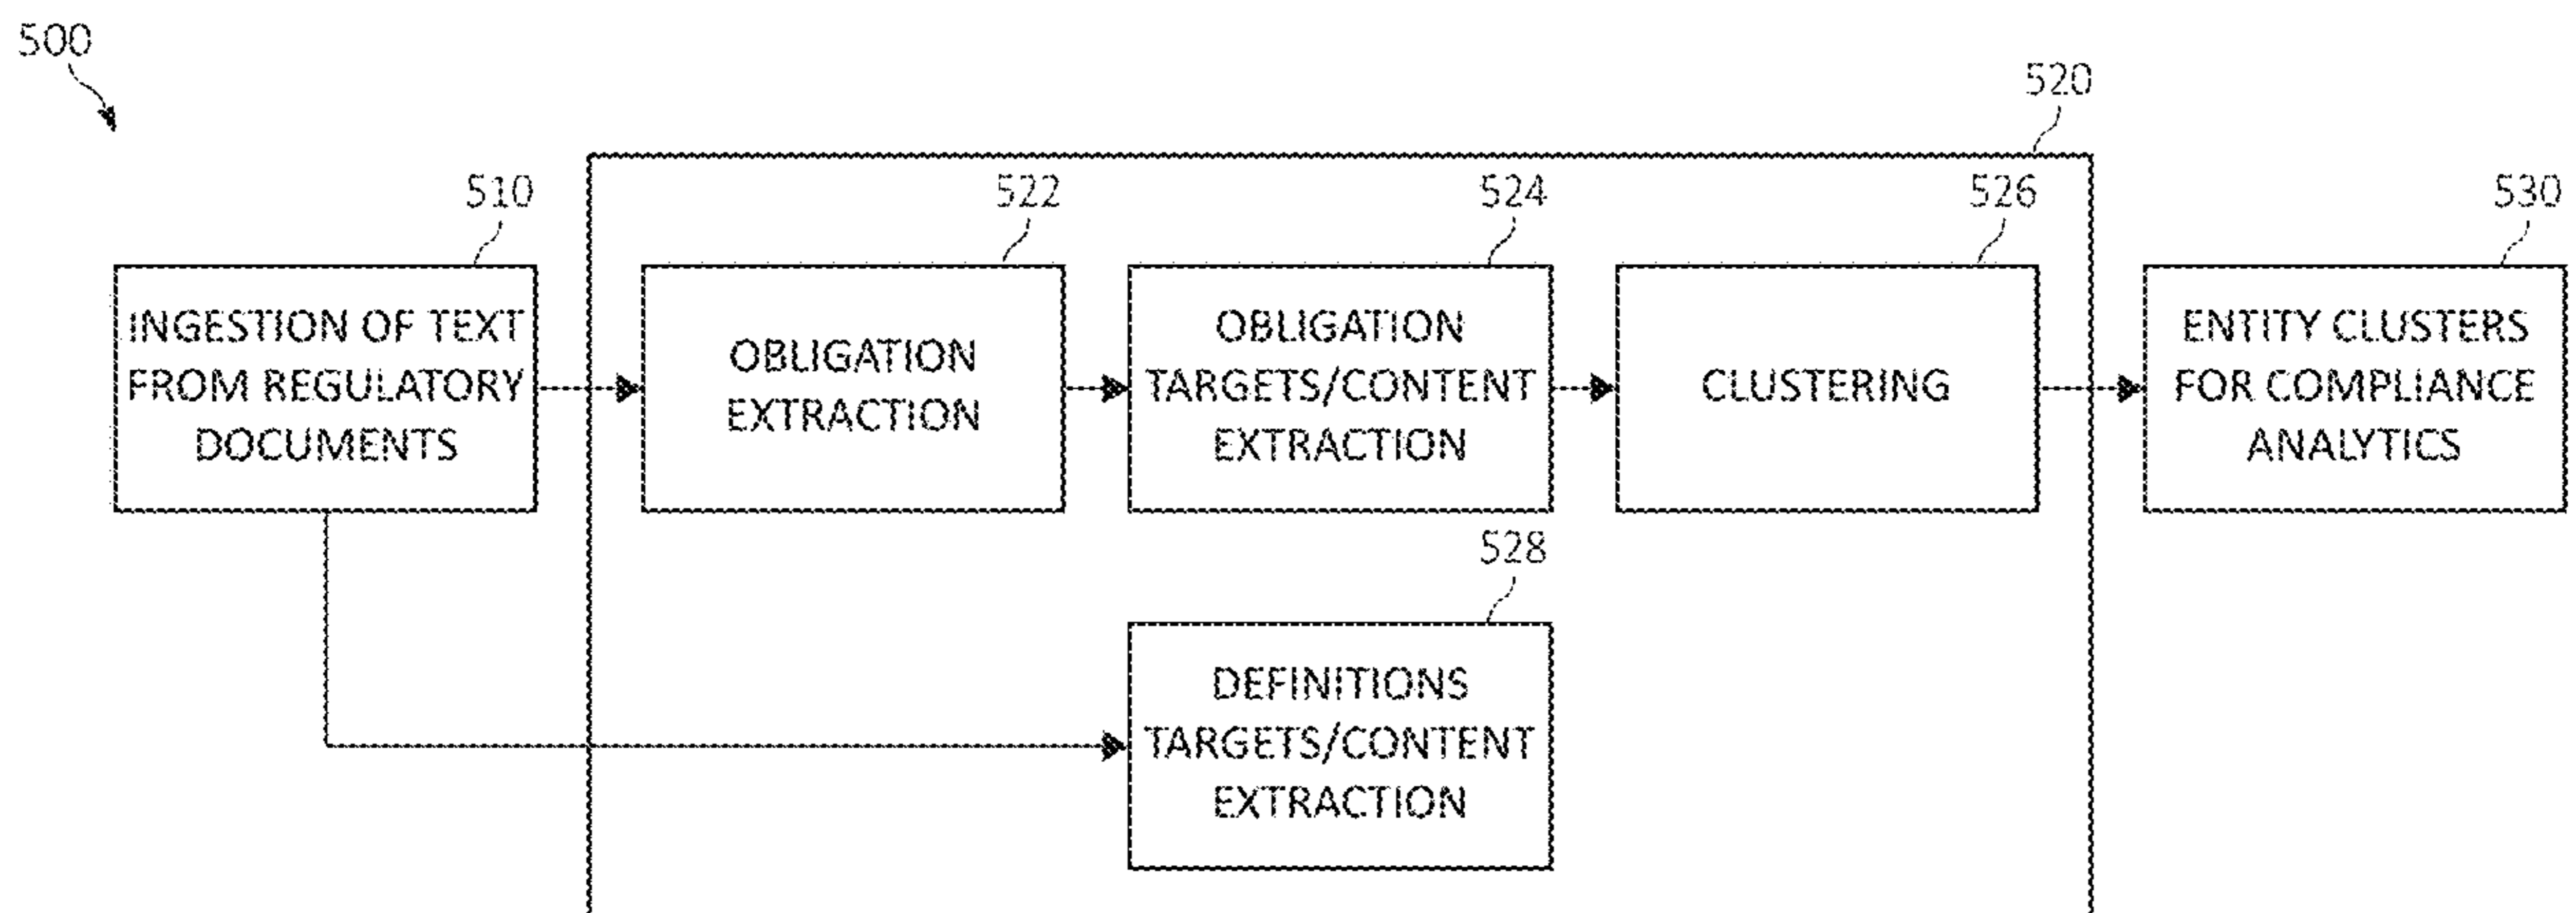 500
520
510
522
524
526
530
INGESTION OF TEXT
FROM REGULATORY
DOCUMENTS
OBLIGATION
EXTRACTION
OBLIGATION
TARGETS/CONTENT
EXTRACTION
CLUSTERING
ENTITY CLUSTERS
FOR COMPLIANCE
ANALYTICS
528
DEFINITIONS
TARGETS/CONTENT
EXTRACTION